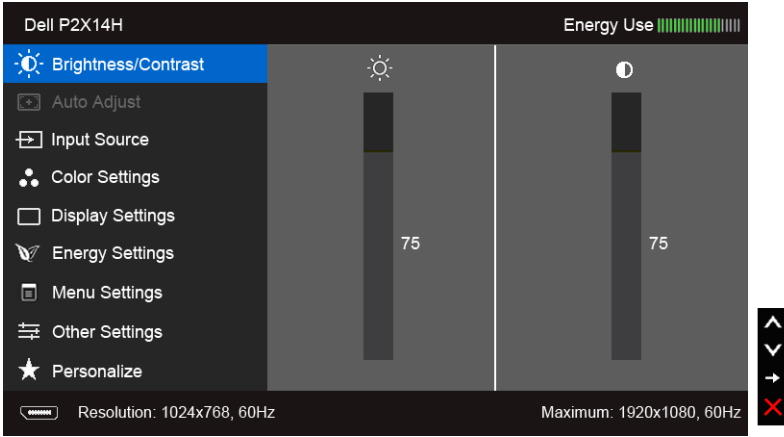 Dell P2X14H
Energy Use
Brightness/Contrast
Auto Adjust
Input Source
Color Settings
Display Settings
Energy Settings
Menu Settings
Other Settings
Personalize
75
75
Resolution: 1024x768, 60Hz
Maximum: 1920x1080, 60Hz